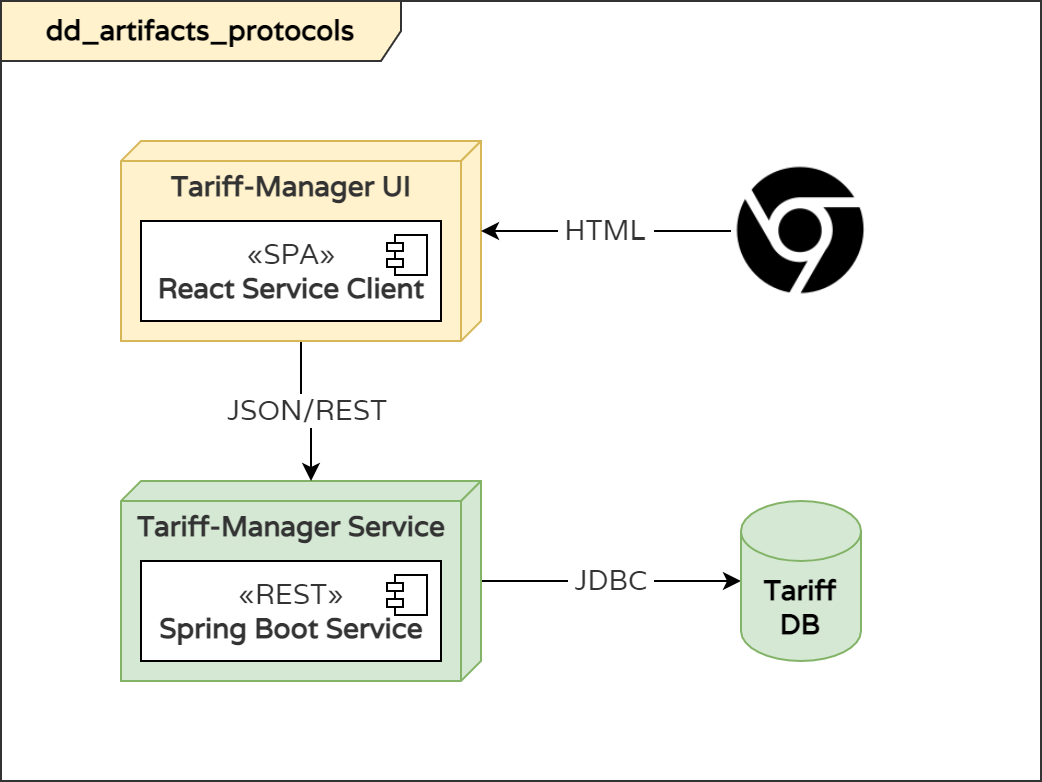 dd_artifacts_protocols
Tariff-Manager UI
«SPA»
React Service Client
HTML
JSON/REST
Tariff-Manager Service
«REST»
Spring Boot Service
JDBC
Tariff
DB